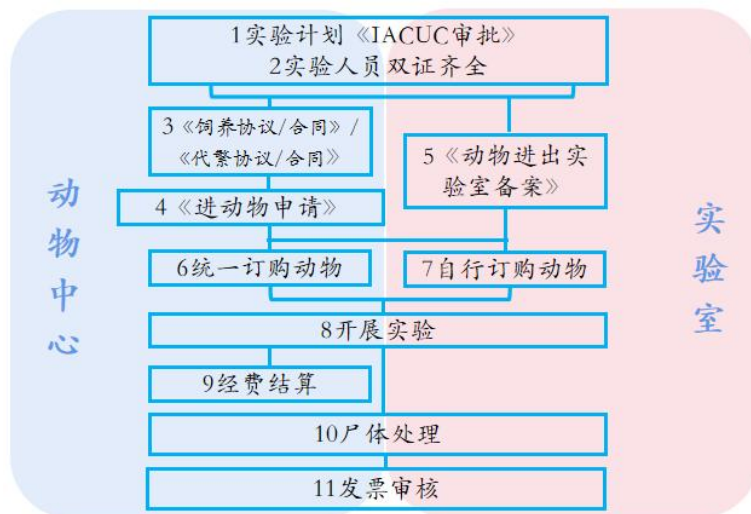 1实验计划《IACUC审批》
2实验人员双证齐全
3《饲养协议/合同》/
《代繁协议/合同》
5《动物进出实
验室备案》
4《进动物申请》
6统一订购动物
7自行订购动物
8开展实验
9经费结算
10尸体处理
11发票审核
动物中心
实验室